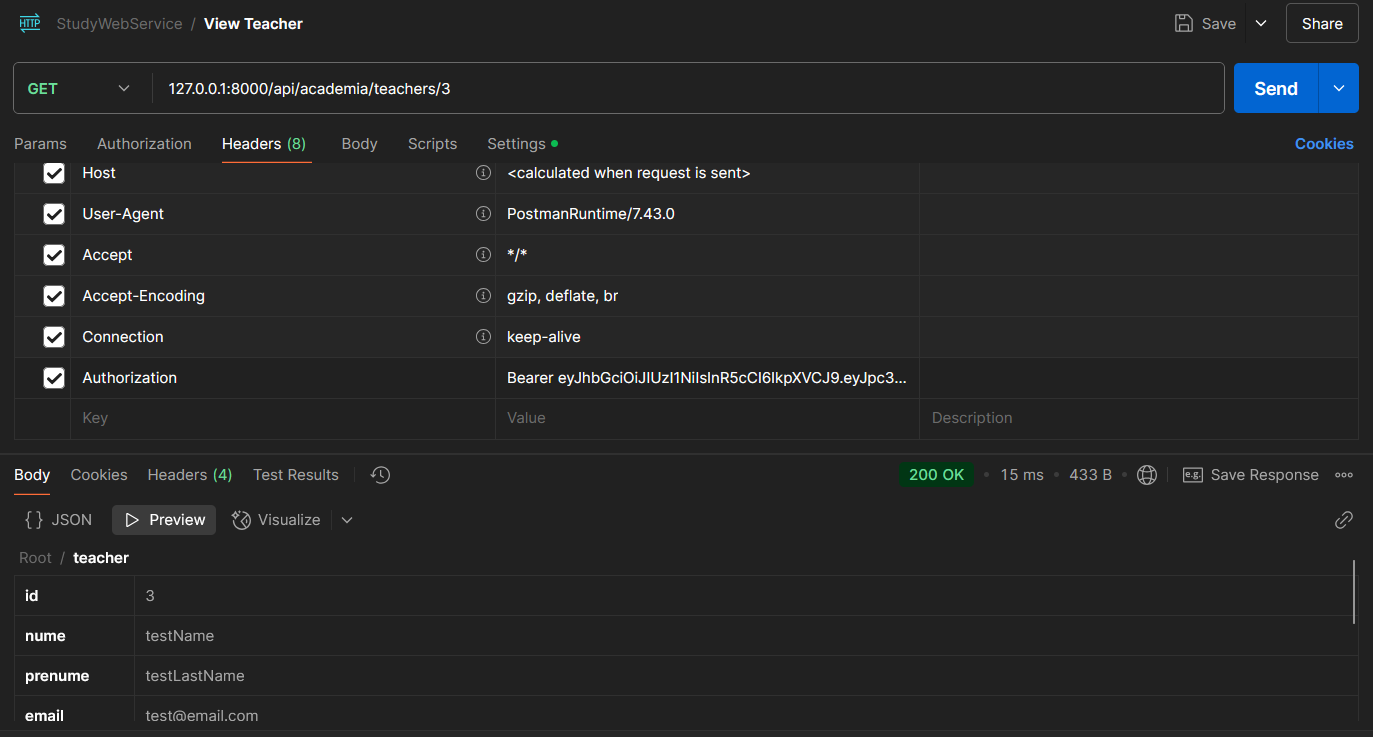 HTTP StudyWebService / View Teacher Save Share
GET 127.0.0.1:8000/api/academia/teachers/3 Send
Params Authorization Headers (8) Body Scripts Settings Cookies
Host <calculated when request is sent>
User-Agent PostmanRuntime/7.43.0
Accept */*
Accept-Encoding gzip, deflate, br
Connection keep-alive
Authorization Bearer eyJhbGciOiJIUzI1NiIsInR5cCI6IkpXVCJ9.eyJpc3...
Key Value Description
Body Cookies Headers (4) Test Results 200 OK • 15 ms • 433 B • e.g. Save Response
{} JSON Preview Visualize
Root / teacher
id 3
nume testName
prenume testLastName
email test@email.com